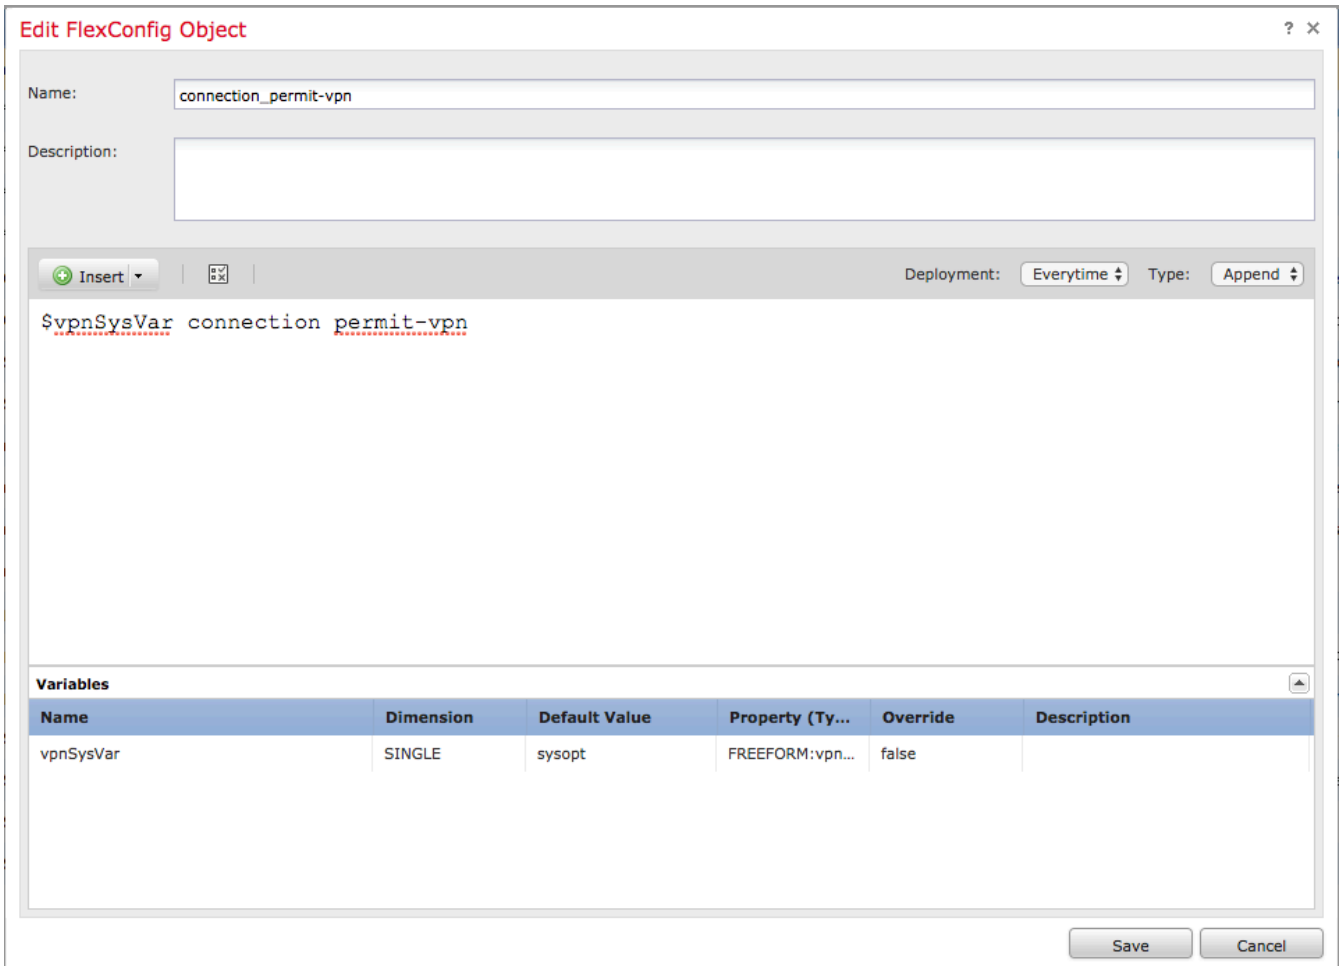 Edit FlexConfig Object
? ×
Name:
connection_permit-vpn
Description:
Insert
Deployment: Everytime Type: Append
$vpnSysVar connection permit-vpn
Variables
Name Dimension Default Value Property (Ty... Override Description
vpnSysVar SINGLE sysopt FREEFORM:vpn... false
Save Cancel